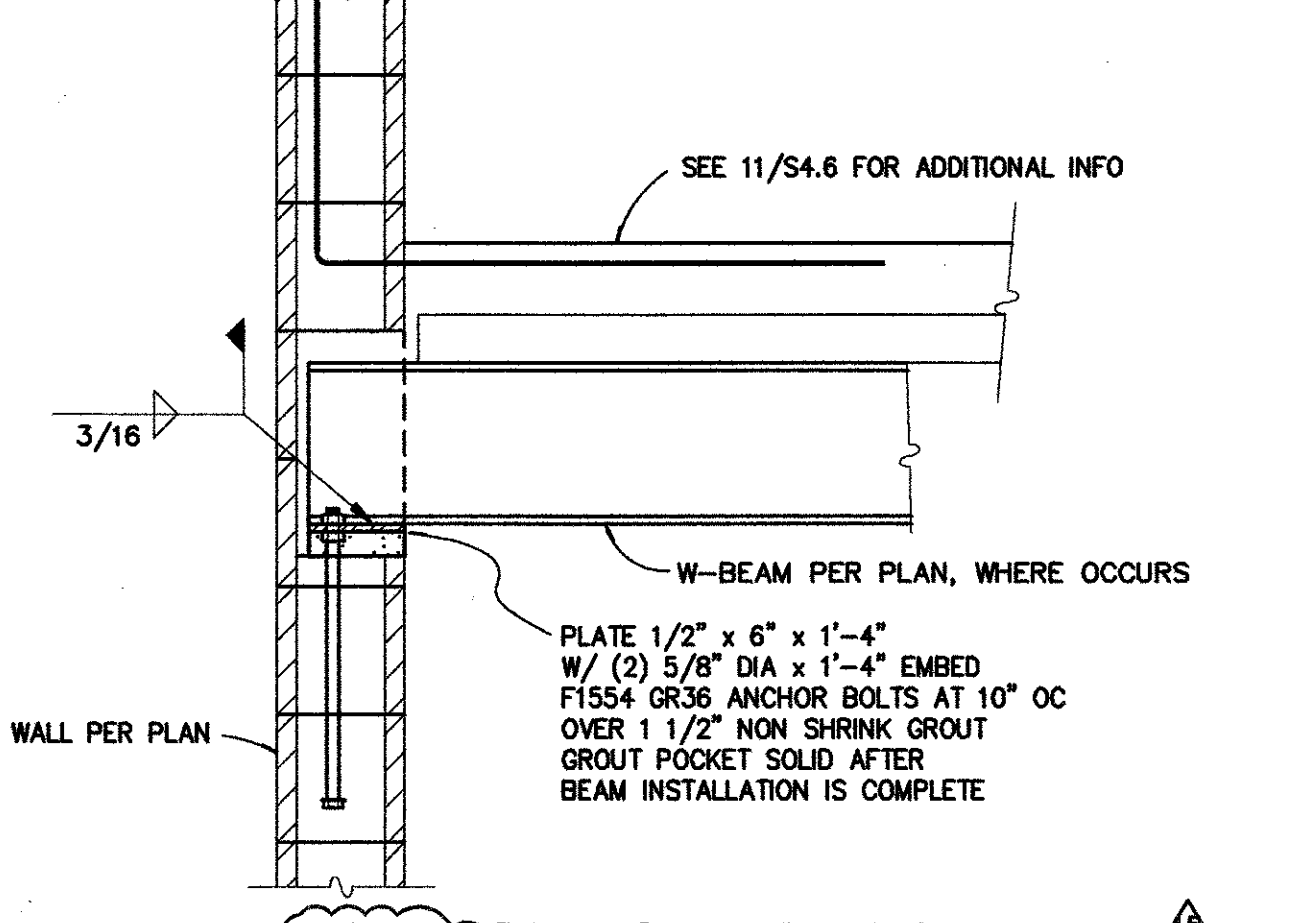 SEE 11/S4.6 FOR ADDITIONAL INFO
3/16
W-BEAM PER PLAN, WHERE OCCURS
PLATE 1/2" x 6" x 1'-4"
W/ (2) 5/8" DIA x 1'-4" EMBED
F1554 GR36 ANCHOR BOLTS AT 10" OC
OVER 1 1/2" NON SHRINK GROUT
GROUT POCKET SOLID AFTER
BEAM INSTALLATION IS COMPLETE
WALL PER PLAN